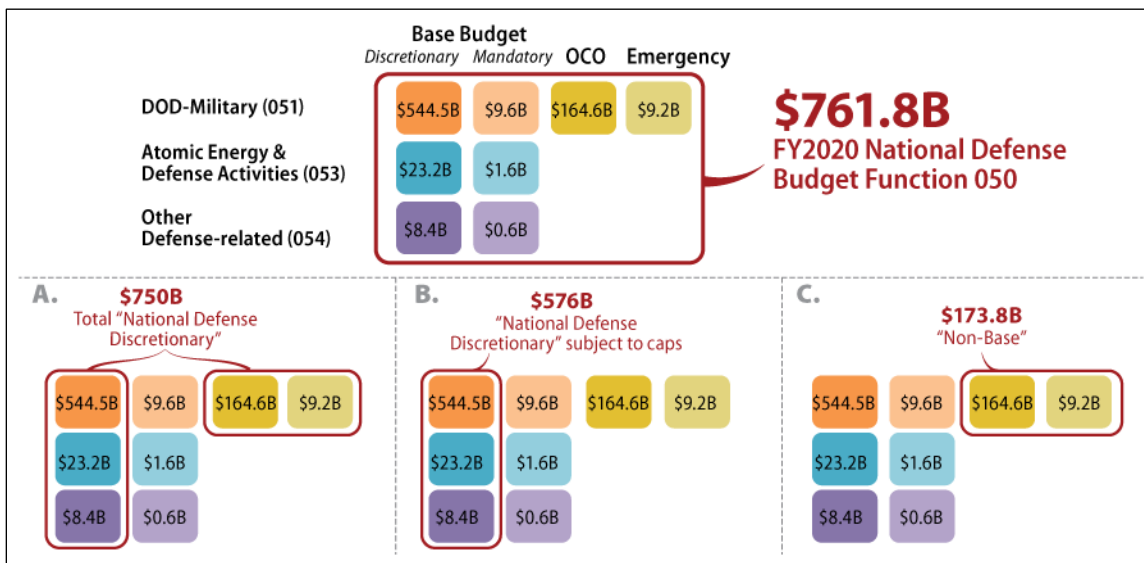 Base Budget
Discretionary Mandatory OCO Emergency
DOD-Military (051) $544.5B $9.6B $164.6B $9.2B
Atomic Energy &
Defense Activities (053) $23.2B $1.6B
Other
Defense-related (054) $8.4B $0.6B
$761.8B
FY2020 National Defense
Budget Function 050
A.
$750B
Total “National Defense
Discretionary”
$544.5B $9.6B $164.6B $9.2B
$23.2B $1.6B
$8.4B $0.6B
B.
$576B
“National Defense
Discretionary” subject to caps
$544.5B $9.6B $164.6B $9.2B
$23.2B $1.6B
$8.4B $0.6B
C.
$173.8B
“Non-Base”
$544.5B $9.6B $164.6B $9.2B
$23.2B $1.6B
$8.4B $0.6B